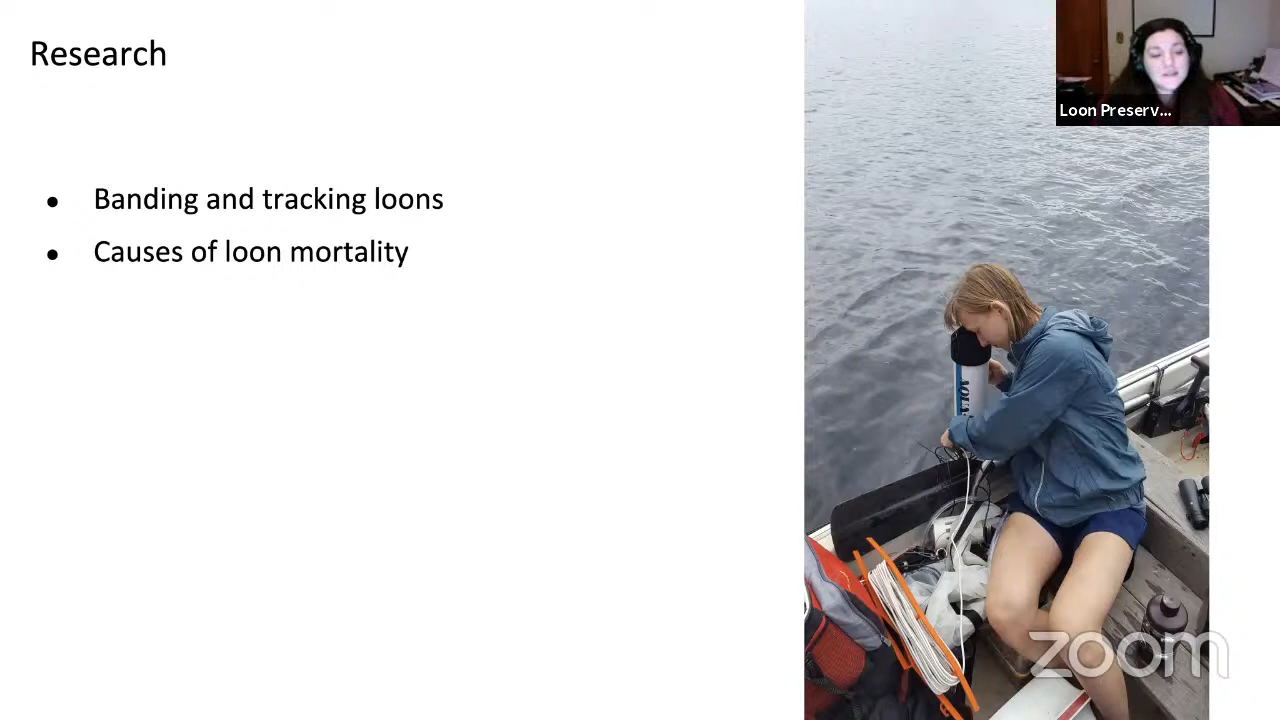 Research
Loon Preserv...
• Banding and tracking loons
• Causes of loon mortality
zoom